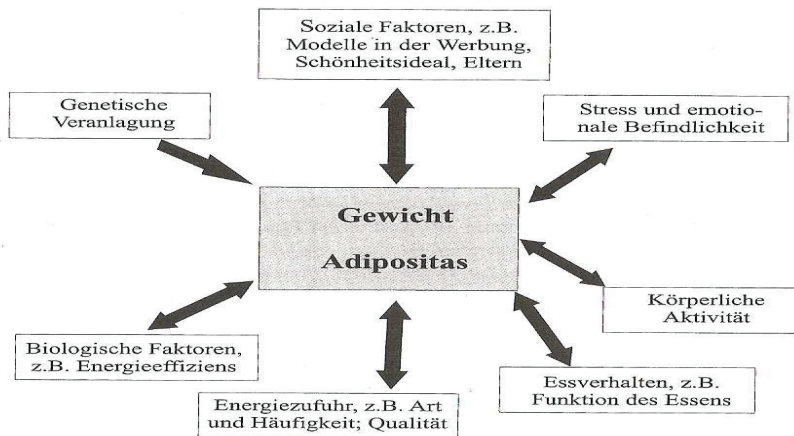 Soziale Faktoren, z.B.
Modelle in der Werbung,
Schönheitsideal, Eltern
Genetische
Veranlagung
Stress und emotio-
nale Befindlichkeit
Gewicht
Adipositas
Körperliche
Aktivität
Biologische Faktoren,
z.B. Energieeffiziens
Essverhalten, z.B.
Funktion des Essens
Energiezufuhr, z.B. Art
und Häufigkeit; Qualität